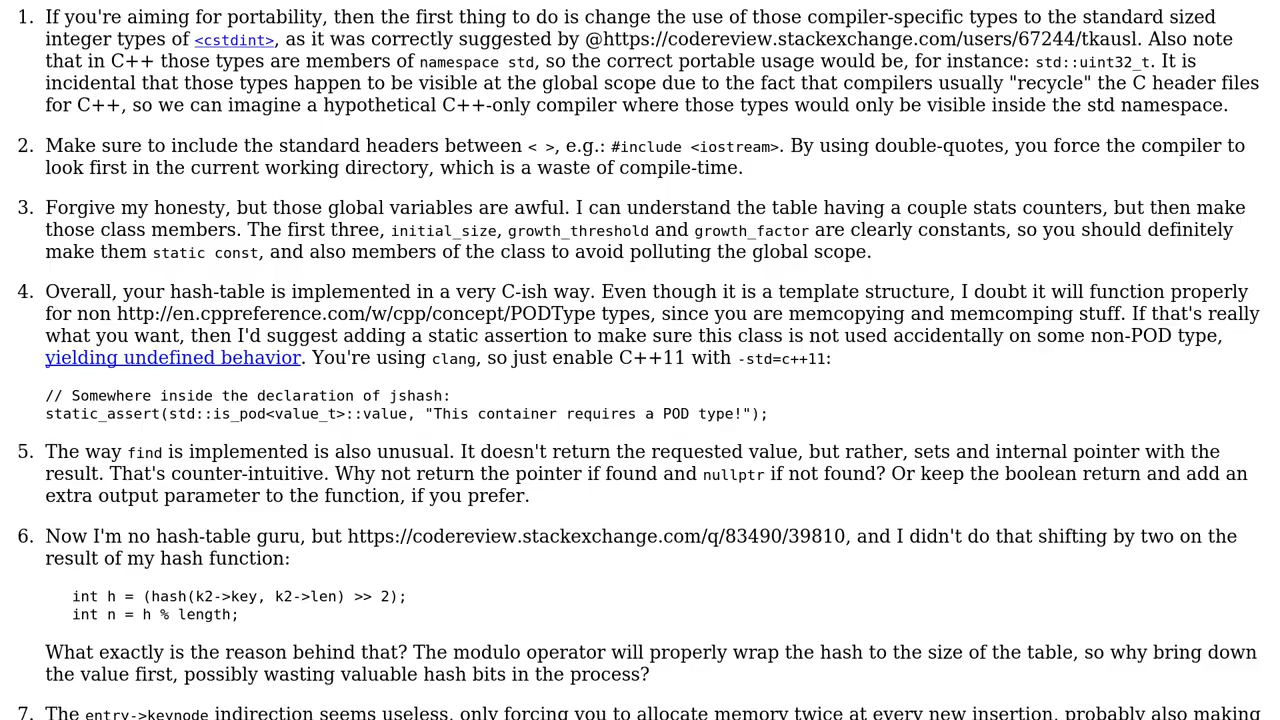 1. If you're aiming for portability, then the first thing to do is change the use of those compiler-specific types to the standard sized
integer types of <cstdint>, as it was correctly suggested by @https://codereview.stackexchange.com/users/67244/tkausl. Also note
that in C++ those types are members of namespace std, so the correct portable usage would be, for instance: std::uint32_t. It is
incidental that those types happen to be visible at the global scope due to the fact that compilers usually "recycle" the C header files
for C++, so we can imagine a hypothetical C++-only compiler where those types would only be visible inside the std namespace.
2. Make sure to include the standard headers between < >, e.g.: #include <iostream>. By using double-quotes, you force the compiler to
look first in the current working directory, which is a waste of compile-time.
3. Forgive my honesty, but those global variables are awful. I can understand the table having a couple stats counters, but then make
those class members. The first three, initial_size, growth_threshold and growth_factor are clearly constants, so you should definitely
make them static const, and also members of the class to avoid polluting the global scope.
4. Overall, your hash-table is implemented in a very C-ish way. Even though it is a template structure, I doubt it will function properly
for non http://en.cppreference.com/w/cpp/concept/PODType types, since you are memcopying and memcomping stuff. If that's really
what you want, then I'd suggest adding a static assertion to make sure this class is not used accidentally on some non-POD type,
yielding undefined behavior. You're using clang, so just enable C++11 with -std=c++11:
// Somewhere inside the declaration of jshash:
static_assert(std::is_pod<value_t>::value, "This container requires a POD type!");
5. The way find is implemented is also unusual. It doesn't return the requested value, but rather, sets and internal pointer with the
result. That's counter-intuitive. Why not return the pointer if found and nullptr if not found? Or keep the boolean return and add an
extra output parameter to the function, if you prefer.
6. Now I'm no hash-table guru, but https://codereview.stackexchange.com/q/83490/39810, and I didn't do that shifting by two on the
result of my hash function:
int h = (hash(k2->key, k2->len) >> 2);
int n = h % length;
What exactly is the reason behind that? The modulo operator will properly wrap the hash to the size of the table, so why bring down
the value first, possibly wasting valuable hash bits in the process?
7. The entry->keynode indirection seems useless, only forcing you to allocate memory twice at every new insertion, probably also making